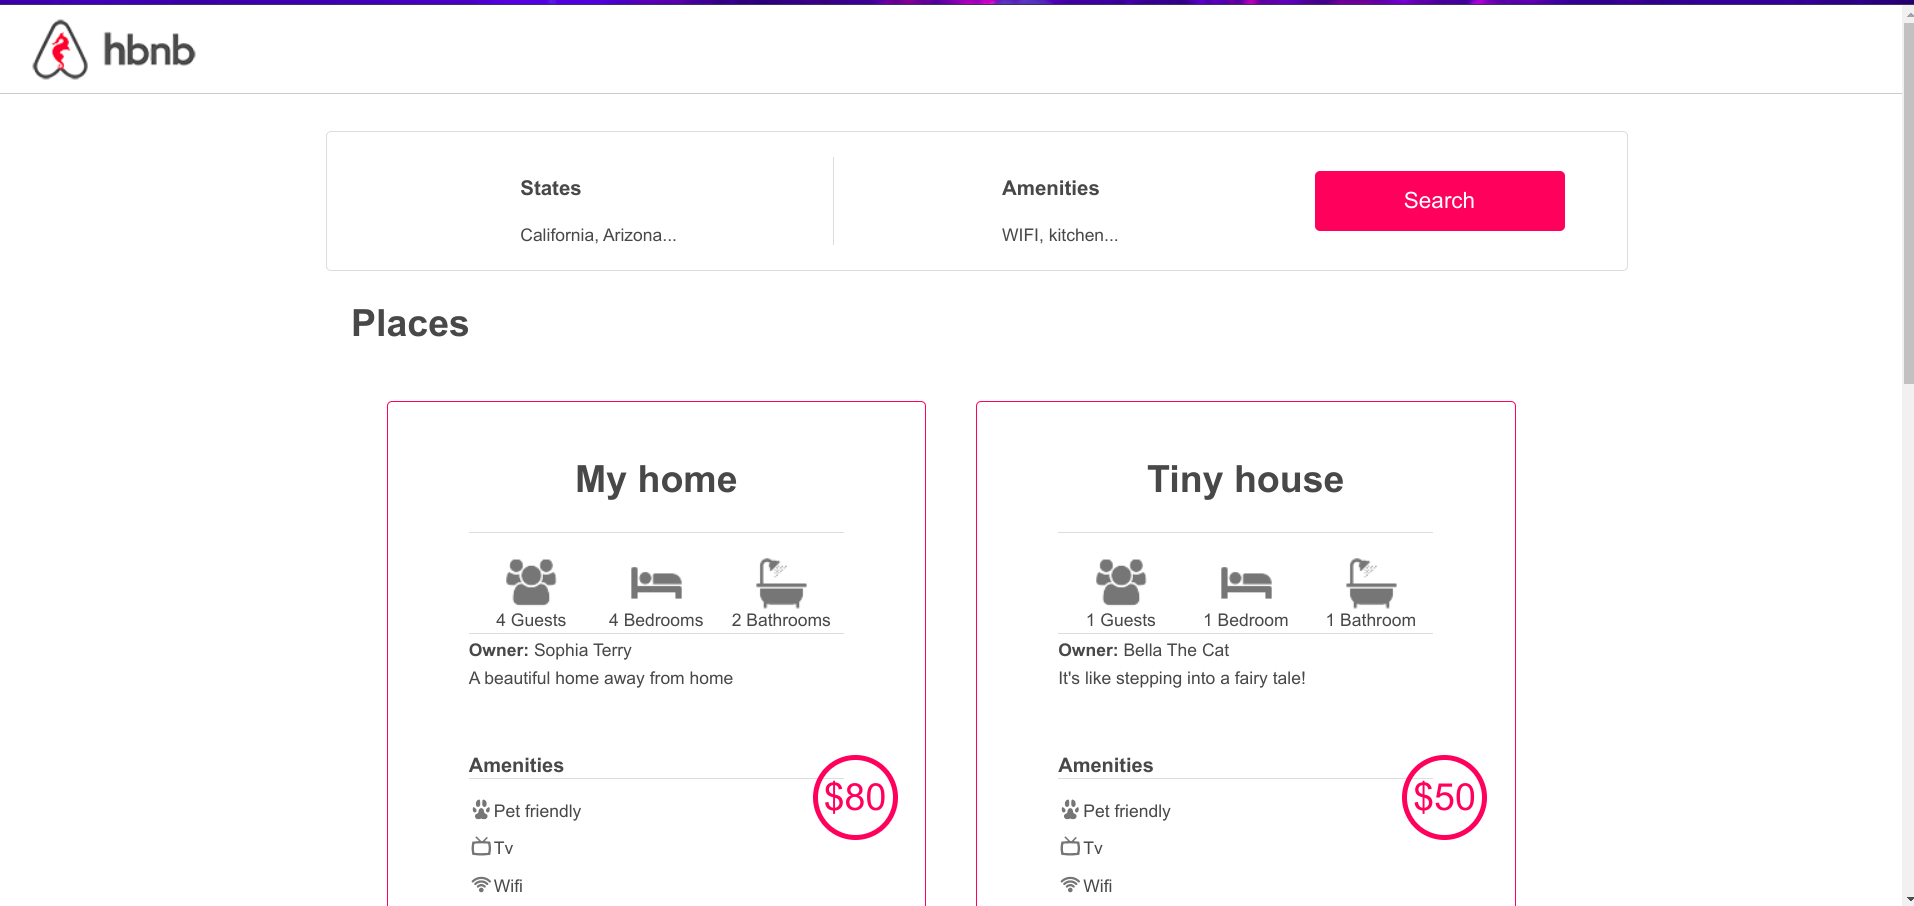 hbnb
States
California, Arizona...
Amenities
WIFI, kitchen...
Search
Places
My home
4 Guests
4 Bedrooms
2 Bathrooms
Owner: Sophia Terry
A beautiful home away from home
Amenities
$80
Pet friendly
Tv
Wifi
Tiny house
1 Guests
1 Bedroom
1 Bathroom
Owner: Bella The Cat
It's like stepping into a fairy tale!
Amenities
$50
Pet friendly
Tv
Wifi